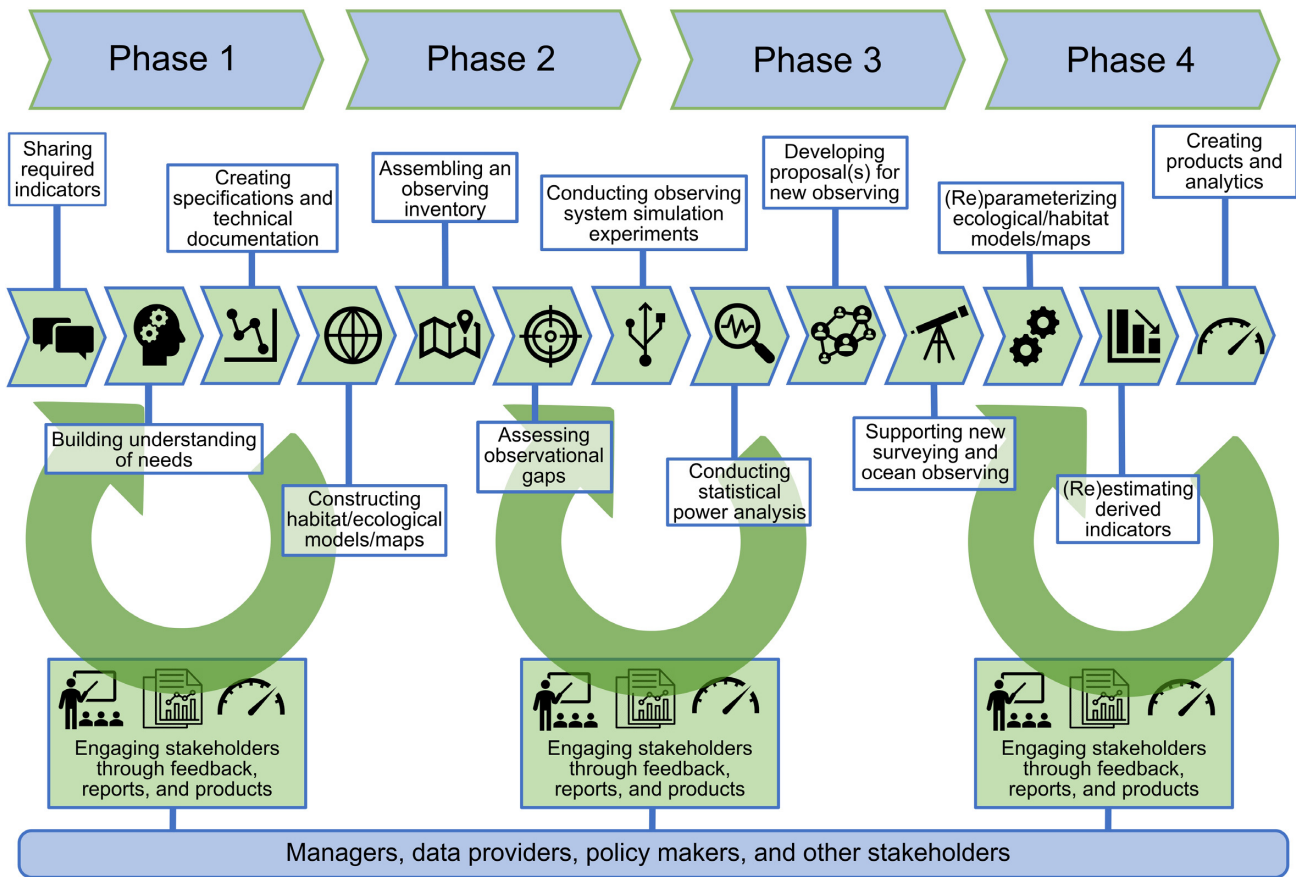 Phase 1
Phase 2
Phase 3
Phase 4
Sharing
required
indicators
Creating
specifications and
technical
documentation
Assembling an
observing
inventory
Conducting observing
system simulation
experiments
Developing
proposal(s) for
new observing
(Re)parameterizing
ecological/habitat
models/maps
Creating
products and
analytics
Building understanding
of needs
Constructing
habitat/ecological
models/maps
Assessing
observational
gaps
Conducting
statistical
power analysis
Supporting new
surveying and
ocean observing
(Re)estimating
derived
indicators
Engaging stakeholders
through feedback,
reports, and products
Engaging stakeholders
through feedback,
reports, and products
Engaging stakeholders
through feedback,
reports, and products
Managers, data providers, policy makers, and other stakeholders